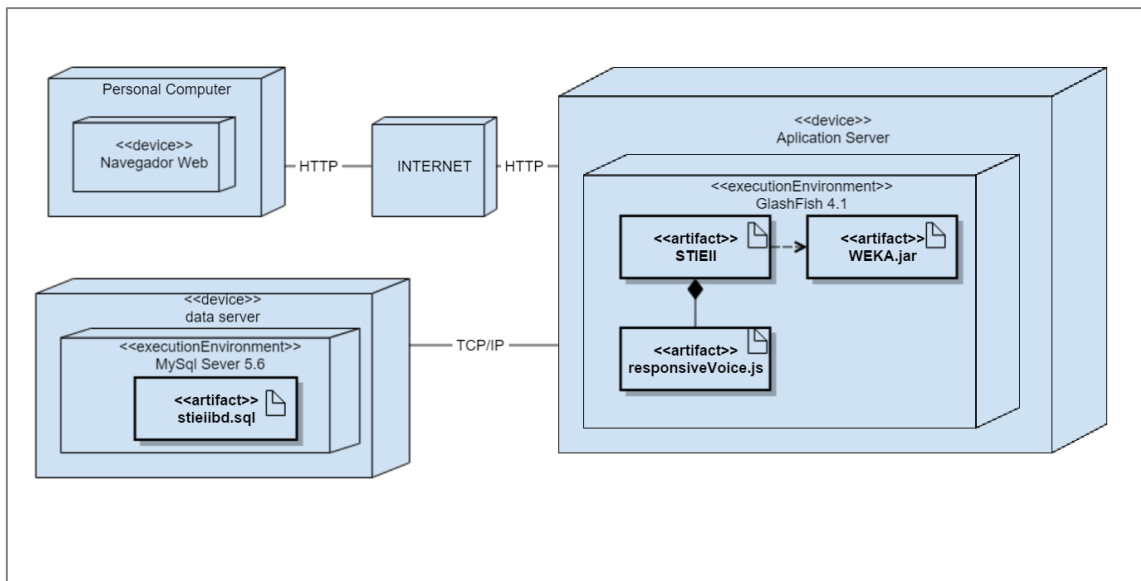 Personal Computer
<<device>>
Navegador Web
HTTP
INTERNET
HTTP
<<device>>
Aplication Server
<<executionEnvironment>>
GlashFish 4.1
<<artifact>>
STIEII
<<artifact>>
WEKA.jar
<<artifact>>
responsiveVoice.js
<<device>>
data server
<<executionEnvironment>>
MySql Sever 5.6
<<artifact>>
stieiibd.sql
TCP/IP